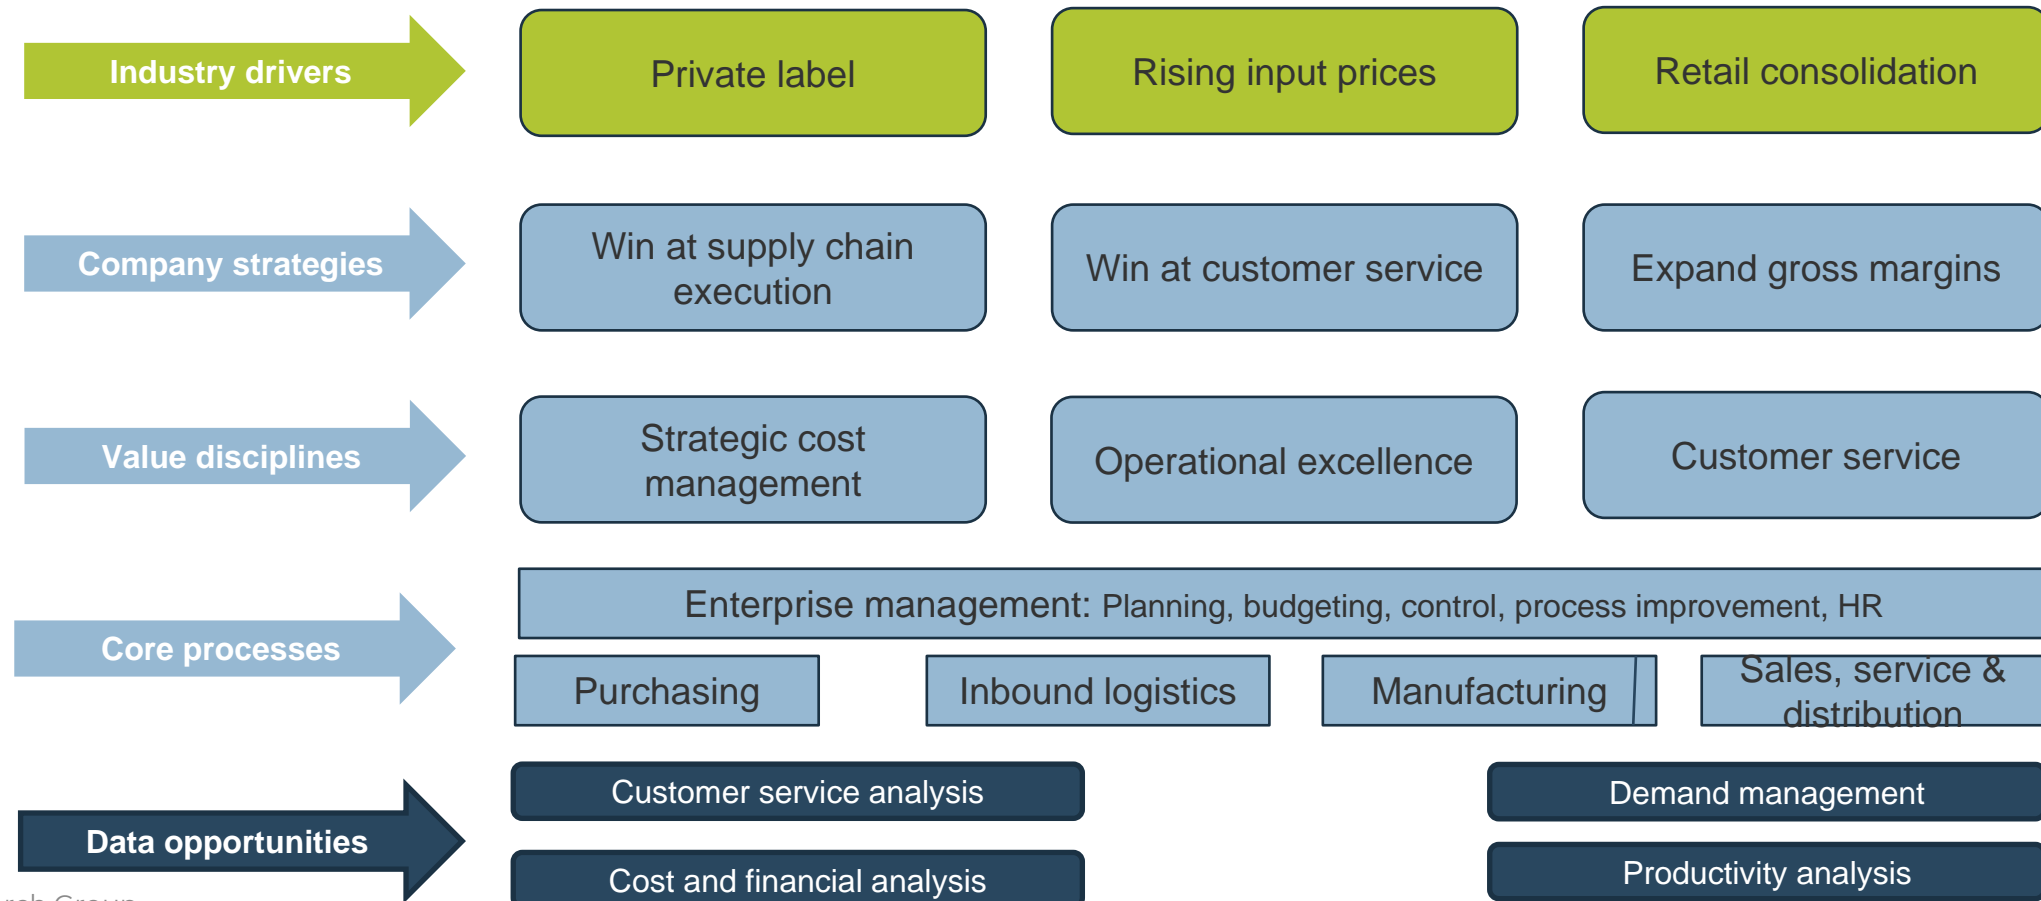 Industry drivers
Private label
Rising input prices
Retail consolidation
Company strategies
Win at supply chain
execution
Win at customer service
Expand gross margins
Value disciplines
Strategic cost
management
Operational excellence
Customer service
Core processes
Enterprise management: Planning, budgeting, control, process improvement, HR
Purchasing
Inbound logistics
Manufacturing
Sales, service &
distribution
Data opportunities
Customer service analysis
Demand management
Cost and financial analysis
Productivity analysis
Group